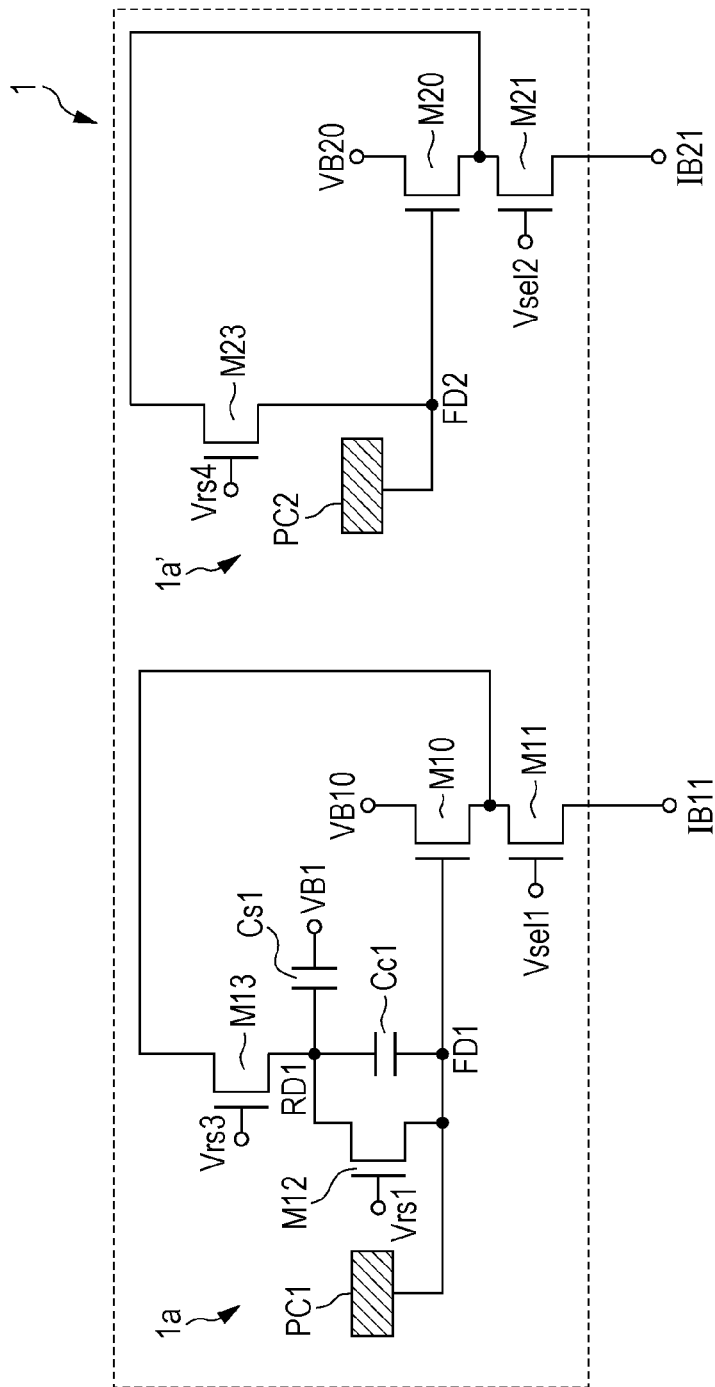 1
1a
PC1
M12
Vrs1
Vrs3
M13
RD1
Cs1
VB1
Cc1
FD1
VB10
M10
M11
Vsel1
IB11
1a'
PC2
Vrs4
M23
FD2
VB20
M20
M21
Vsel2
IB21